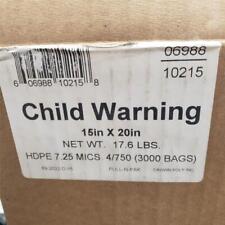 6 06988 10215 8
06988
10215
Child Warning
15in X 20in
NET WT. 17.6 LBS.
HDPE 7.25 MICS 4/750 (3000 BAGS)